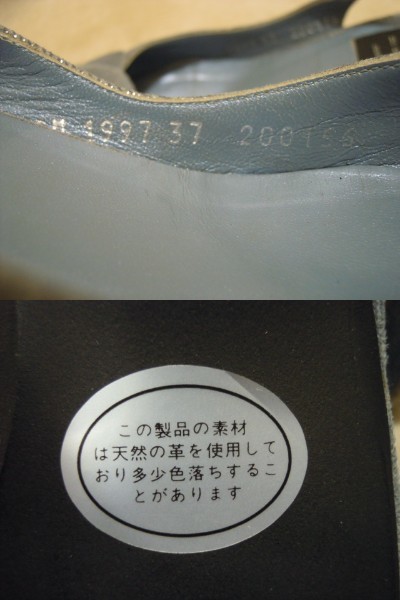 1997 37 200156
この製品の素材
は天然の革を使用して
おり多少色落ちするこ
とがあります